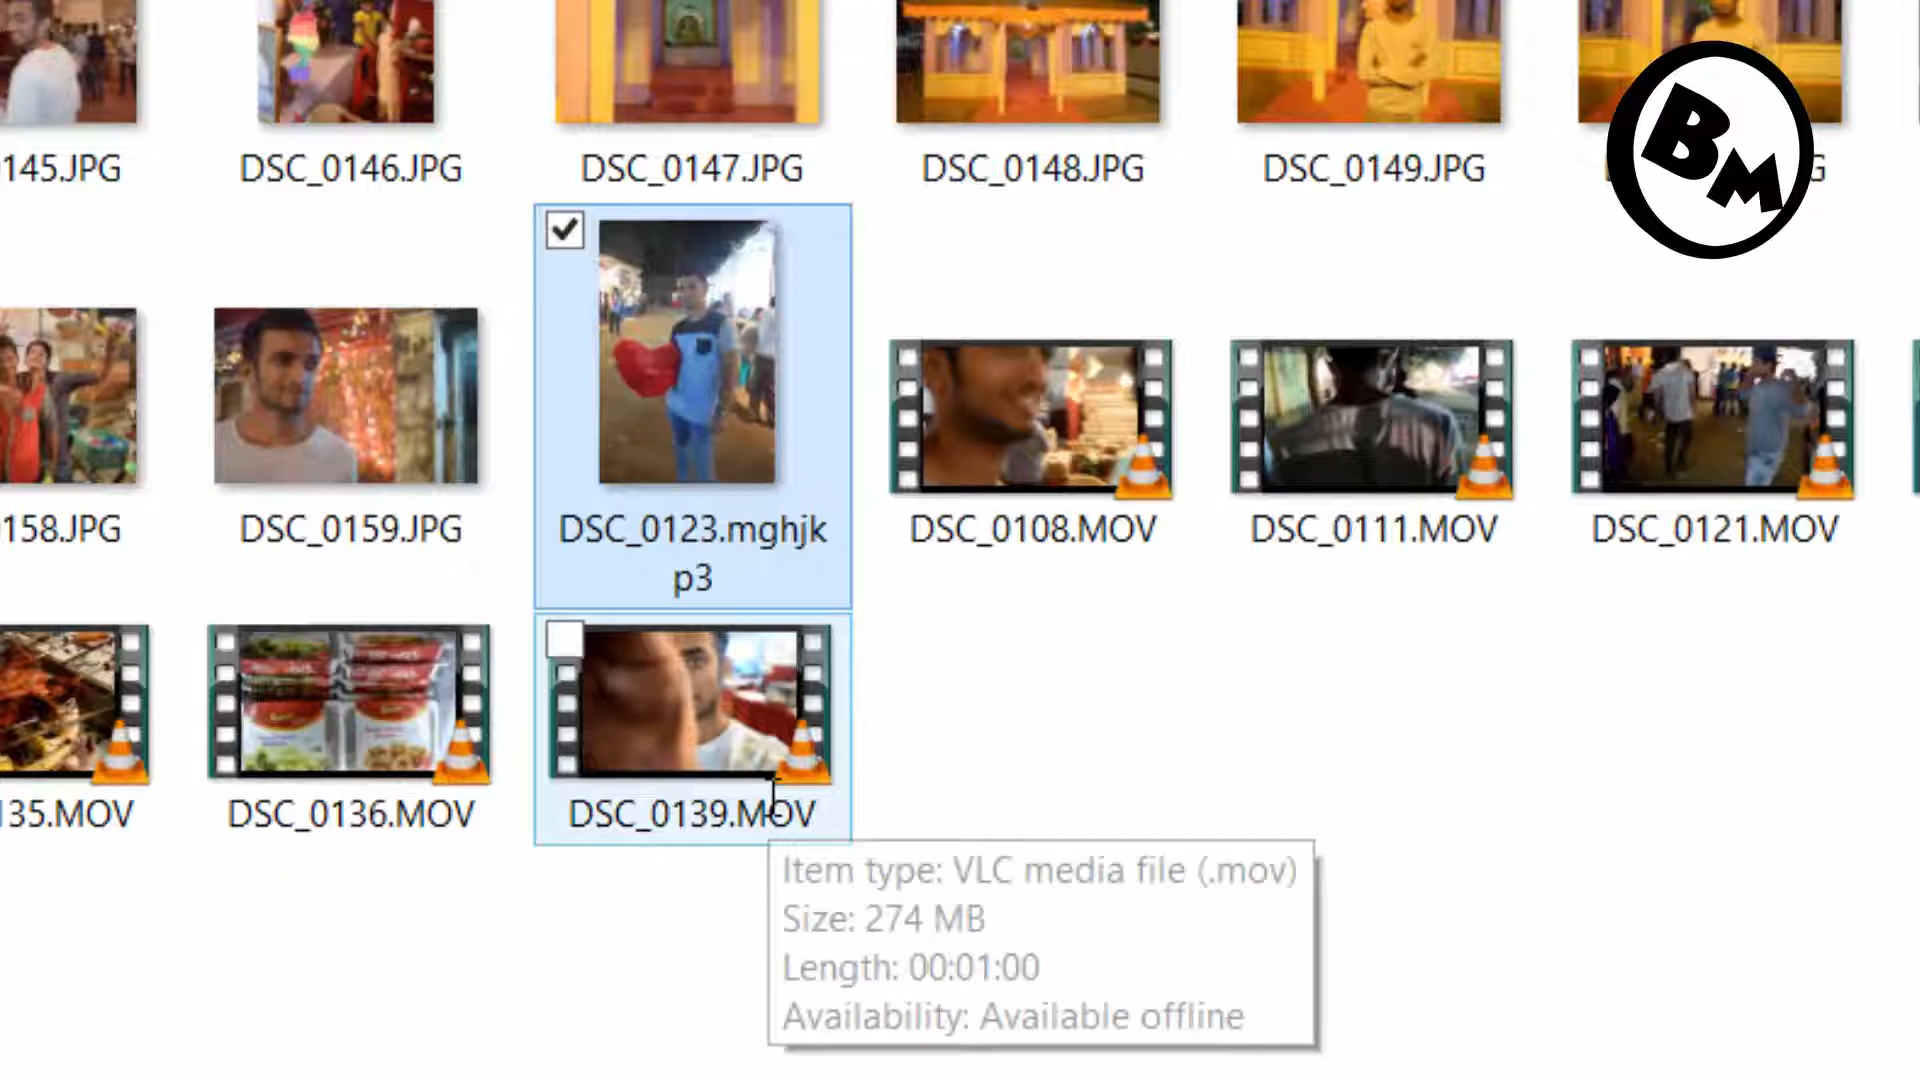 0145.JPG
DSC_0146.JPG
DSC_0147.JPG
DSC_0148.JPG
DSC_0149.JPG
G
BM
158.JPG
DSC_0159.JPG
DSC_0123.mghjk
p3
DSC_0108.MOV
DSC_0111.MOV
DSC_0121.MOV
135.MOV
DSC_0136.MOV
DSC_0139.MOV
Item type: VLC media file (.mov)
Size: 274 MB
Length: 00:01:00
Availability: Available offline